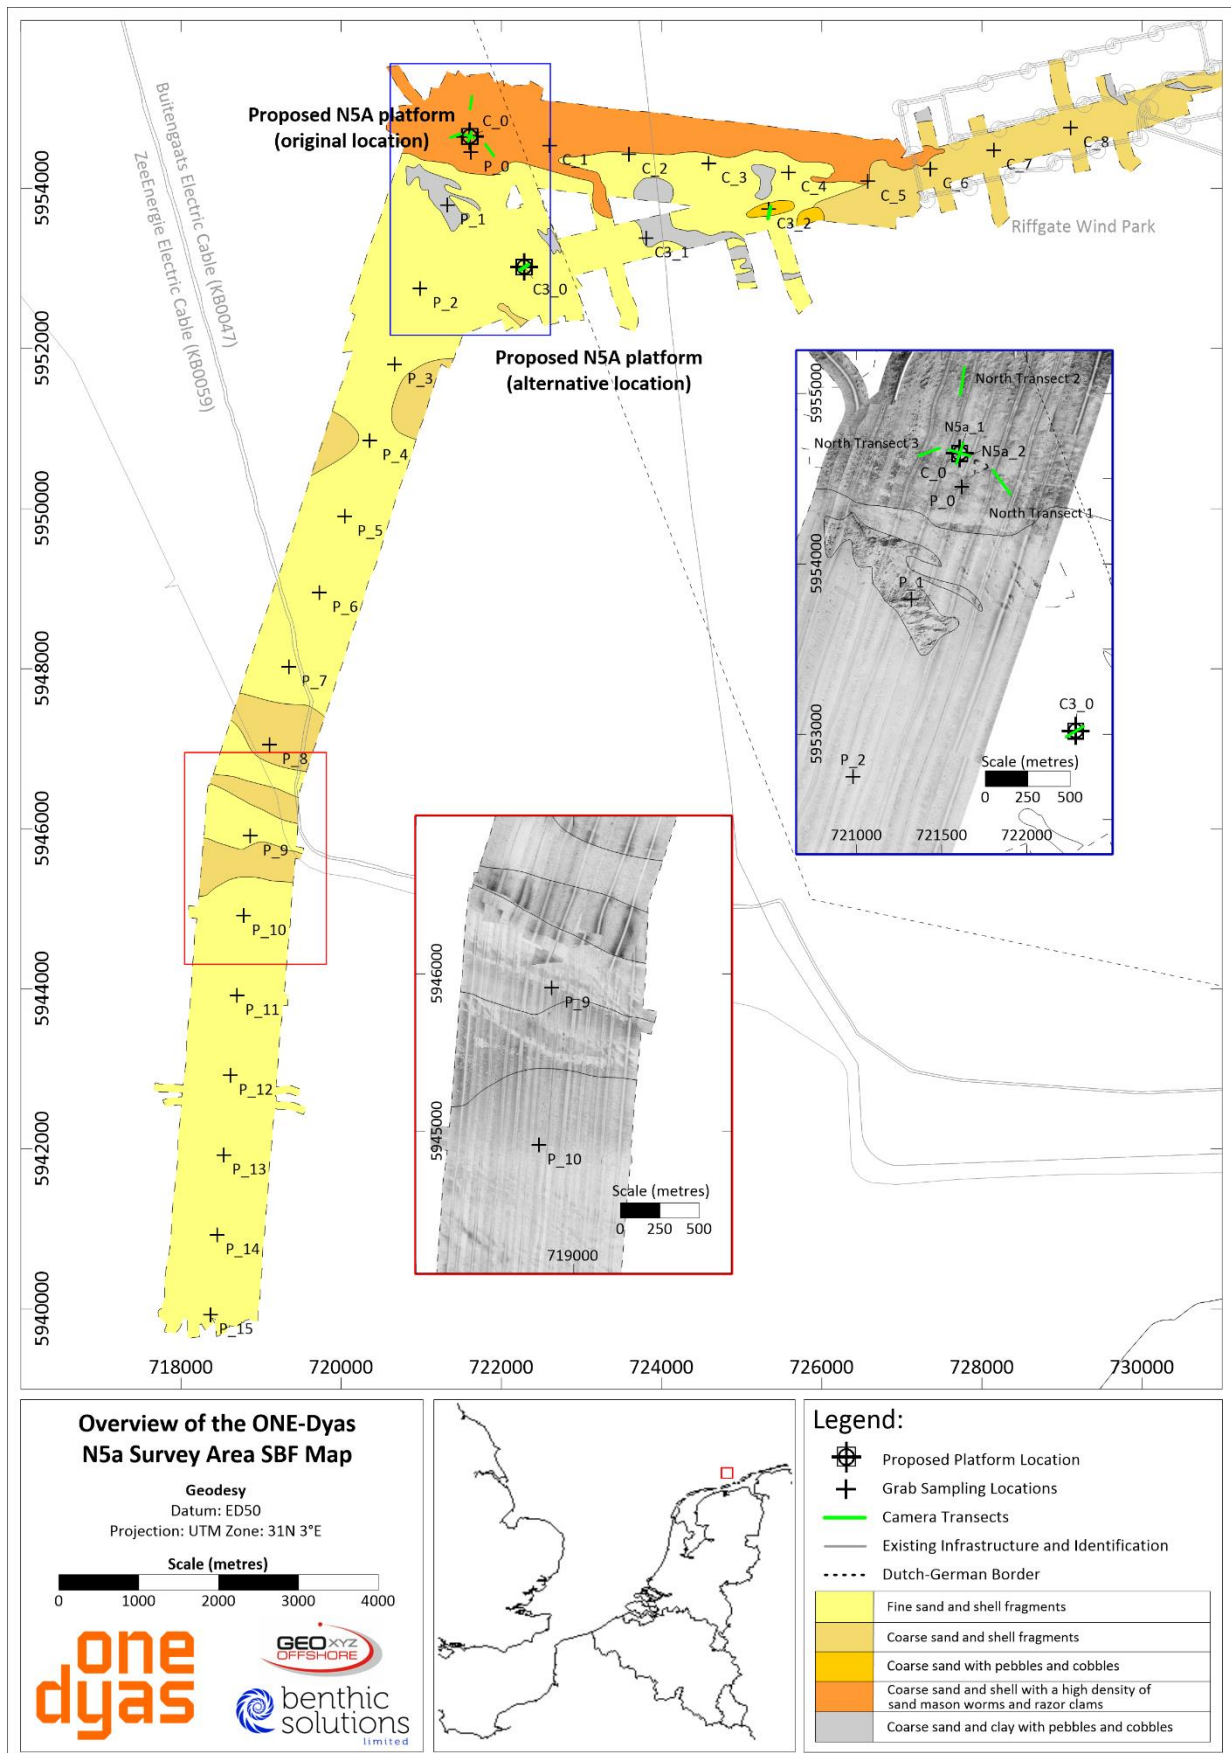 Proposed N5A platform
(original location)
Buitengaats Electric Cable (KB0047)
ZeeEnergie Electric Cable (KB0059)
C_0
P_0
C_1
C_2
C_3
C_4
C_5
C_6
C_7
C_8
Riffgate Wind Park
P_1
C3_2
C3_1
C3_0
P_2
Proposed N5A platform
(alternative location)
P_3
P_4
P_5
P_6
P_7
P_8
P_9
P_10
P_11
P_12
P_13
P_14
P_15
5954000
5952000
5950000
5948000
5946000
5944000
5942000
5940000
718000
720000
722000
724000
726000
728000
730000
North Transect 2
N5a_1
North Transect 3
N5a_2
C_0
P_0
North Transect 1
P_1
C3_0
P_2
Scale (metres)
0 250 500
5955000
5954000
5953000
721000
721500
722000
P_9
P_10
Scale (metres)
0 250 500
5946000
5945000
719000
Overview of the ONE-Dyas
N5a Survey Area SBF Map
Geodesy
Datum: ED50
Projection: UTM Zone: 31N 3°E
Scale (metres)
0 1000 2000 3000 4000
one
dyas
GEO XYZ
OFFSHORE
benthic
solutions
limited
Legend:
Proposed Platform Location
Grab Sampling Locations
Camera Transects
Existing Infrastructure and Identification
Dutch-German Border
Fine sand and shell fragments
Coarse sand and shell fragments
Coarse sand with pebbles and cobbles
Coarse sand and shell with a high density of
sand mason worms and razor clams
Coarse sand and clay with pebbles and cobbles